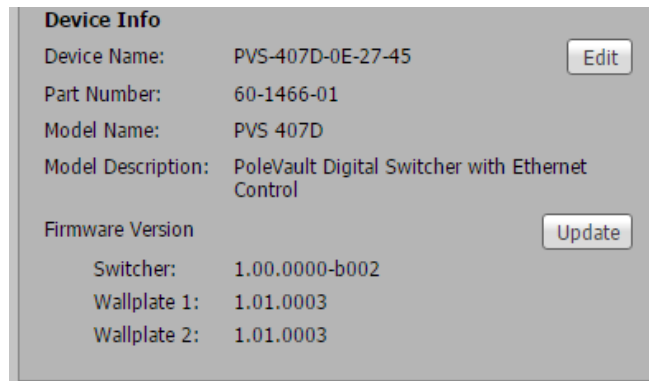 Device Info
Device Name: PVS-407D-0E-27-45 Edit
Part Number: 60-1466-01
Model Name: PVS 407D
Model Description: PoleVault Digital Switcher with Ethernet
Control
Firmware Version Update
Switcher: 1.00.0000-b002
Wallplate 1: 1.01.0003
Wallplate 2: 1.01.0003